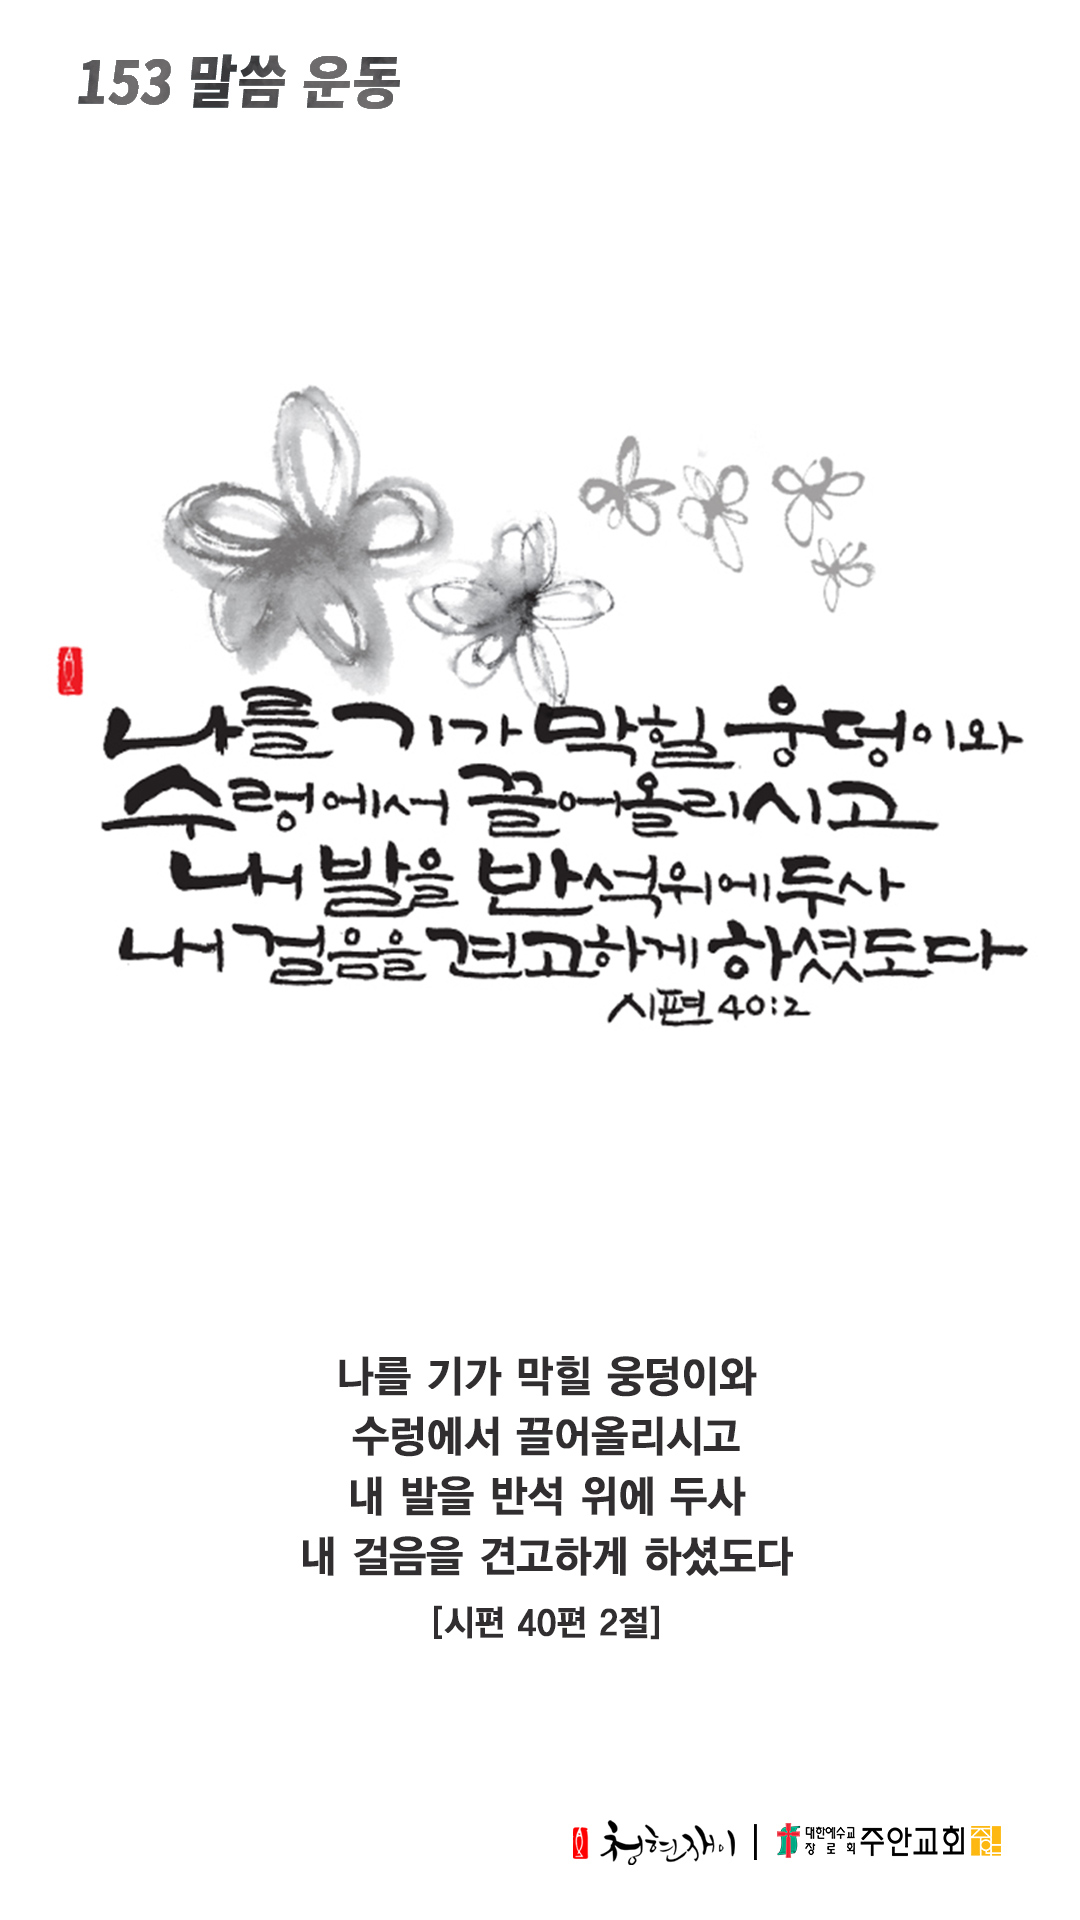 153 말씀 운동
나를 기가 막힐 웅덩이와
수렁에서 끌어올리시고
내 발을 반석위에 두사
내 걸음을 견고하게 하셨도다
시편 40:2
나를 기가 막힐 웅덩이와
수렁에서 끌어올리시고
내 발을 반석 위에 두사
내 걸음을 견고하게 하셨도다
[시편 40편 2절]
청현재이 | 대한예수교장로회 주안교회